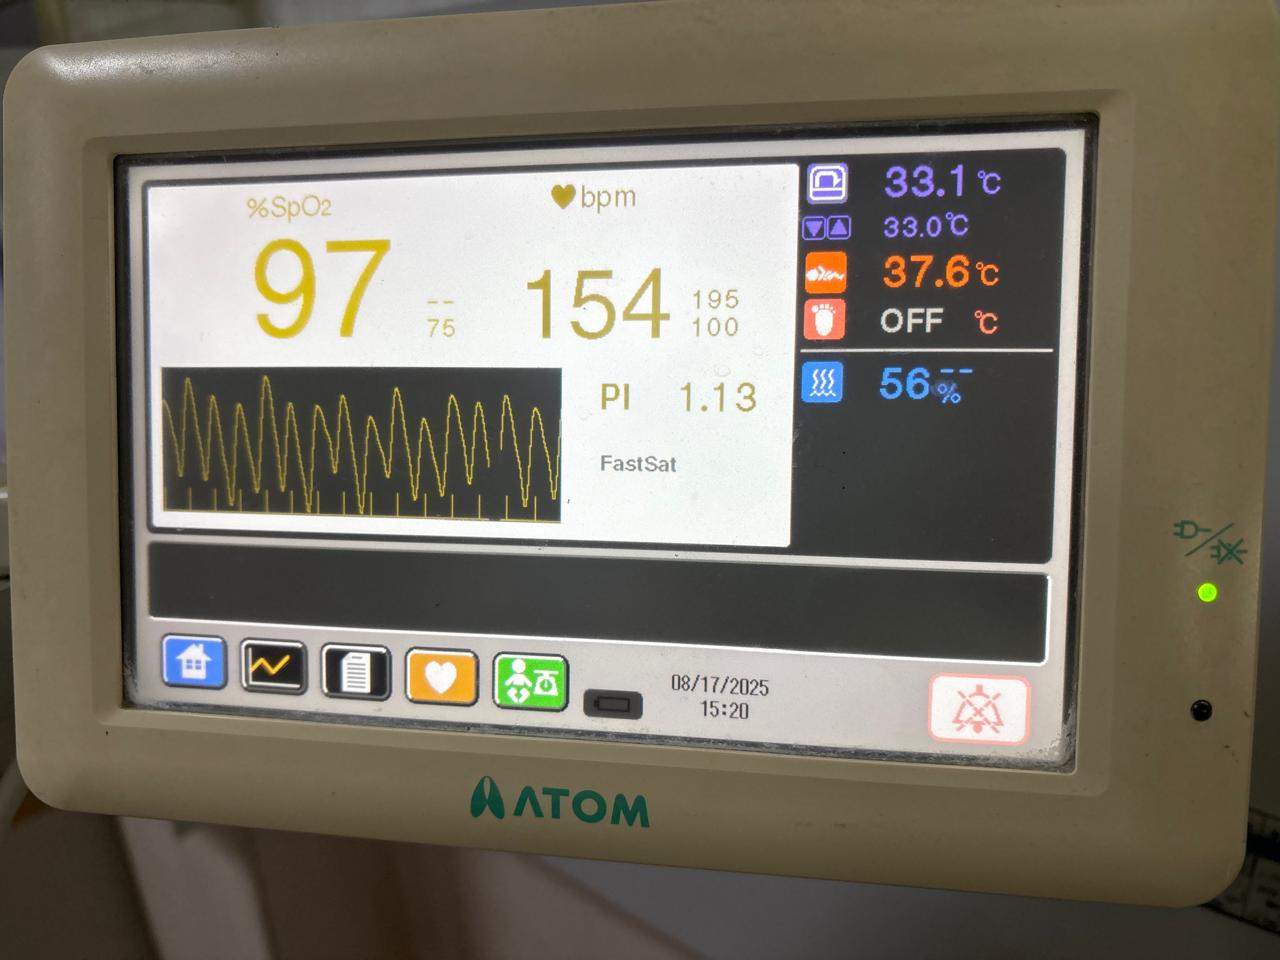 %SpO2
97
--
75
bpm
154
195
100
PI 1.13
FastSat
33.1 ℃
33.0℃
37.6 ℃
OFF ℃
56 -- %
08/17/2025
15:20
ATOM